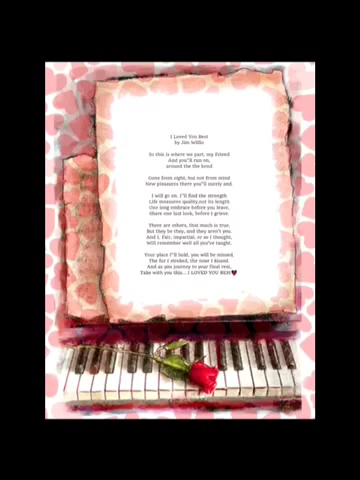 I Loved You Best
by Jim Willis
So this is where we part, my Friend
And you"ll run on,
around the the bend
Gone from sight, but not from mind
New pleasures there you"ll surely and.
I will go on. I"ll find the strength
Life measures quality,not its length
One long embrace before you leave,
Share one last look, before I grieve.
There are others, that much is true,
But they be they, and they aren't you.
And I, Fair, impartial, or so I thought,
Will remember well all you've taught.
Your place I"ll hold, you will be missed,
The fur I stroked, the nose I kissed.
And as you journey to your final rest,
Take with you this... I LOVED YOU BEST